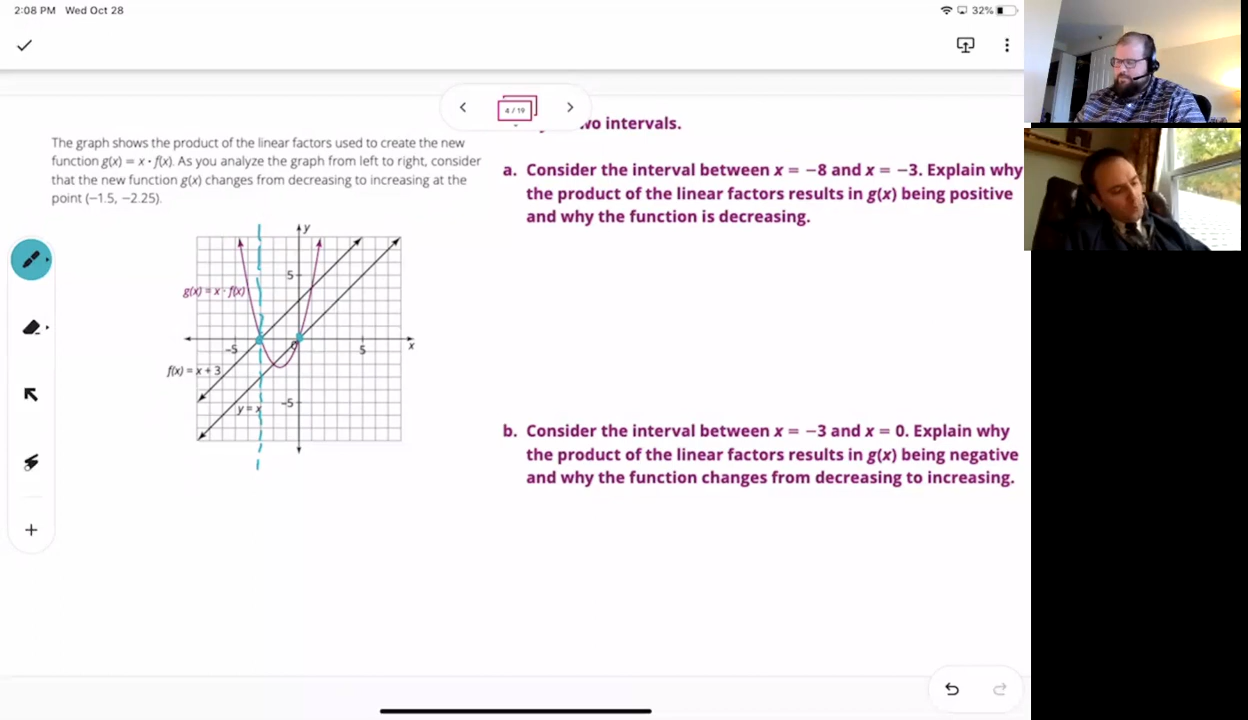 2:08 PM Wed Oct 28
32%
4 / 19
wo intervals.
The graph shows the product of the linear factors used to create the new
function g(x) = x · f(x). As you analyze the graph from left to right, consider
that the new function g(x) changes from decreasing to increasing at the
point (−1.5, −2.25).
a. Consider the interval between x = −8 and x = −3. Explain why
the product of the linear factors results in g(x) being positive
and why the function is decreasing.
y
5
g(x) = x · f(x)
−5
0
5
x
f(x) = x + 3
y = x
−5
b. Consider the interval between x = −3 and x = 0. Explain why
the product of the linear factors results in g(x) being negative
and why the function changes from decreasing to increasing.